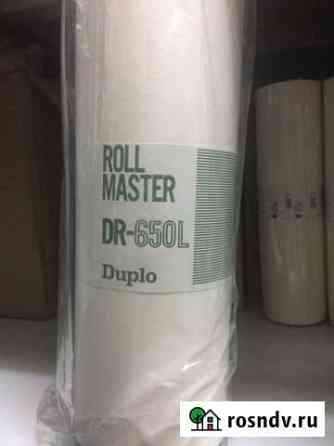 ROLL
MASTER
DR-650L
Duplo
rosndv.ru